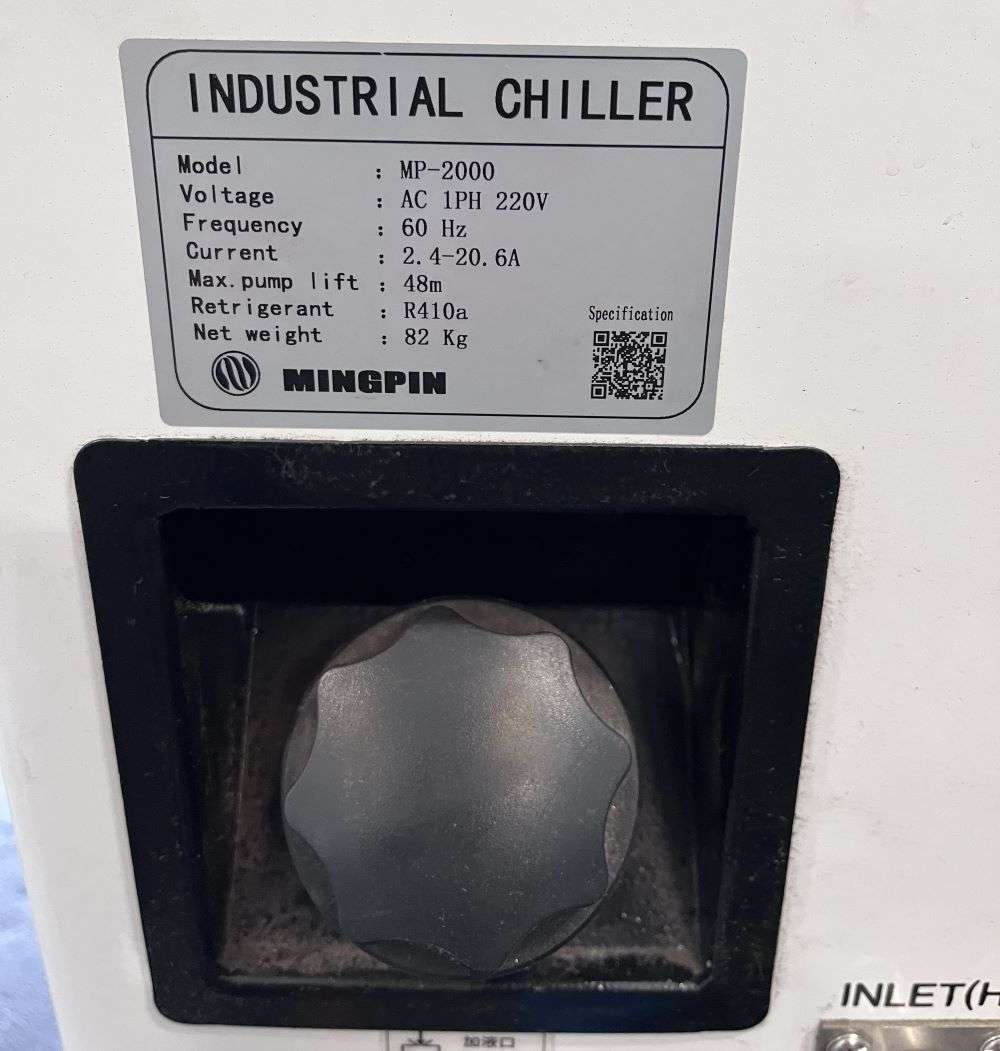 INDUSTRIAL CHILLER
Model : MP-2000
Voltage : AC 1PH 220V
Frequency : 60 Hz
Current : 2.4-20.6A
Max.pump lift : 48m
Retrigerant : R410a
Net weight : 82 Kg
Specification
MINGPIN
INLET(H
加液口